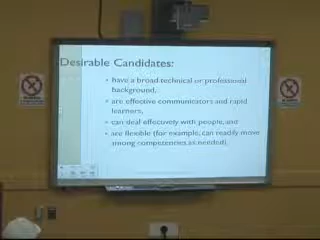 Desirable Candidates:
• have a broad technical or professional
background,
• are effective communicators and rapid
learners,
• can deal effectively with people, and
• are flexible (for example, can readily move
among competencies as needed).